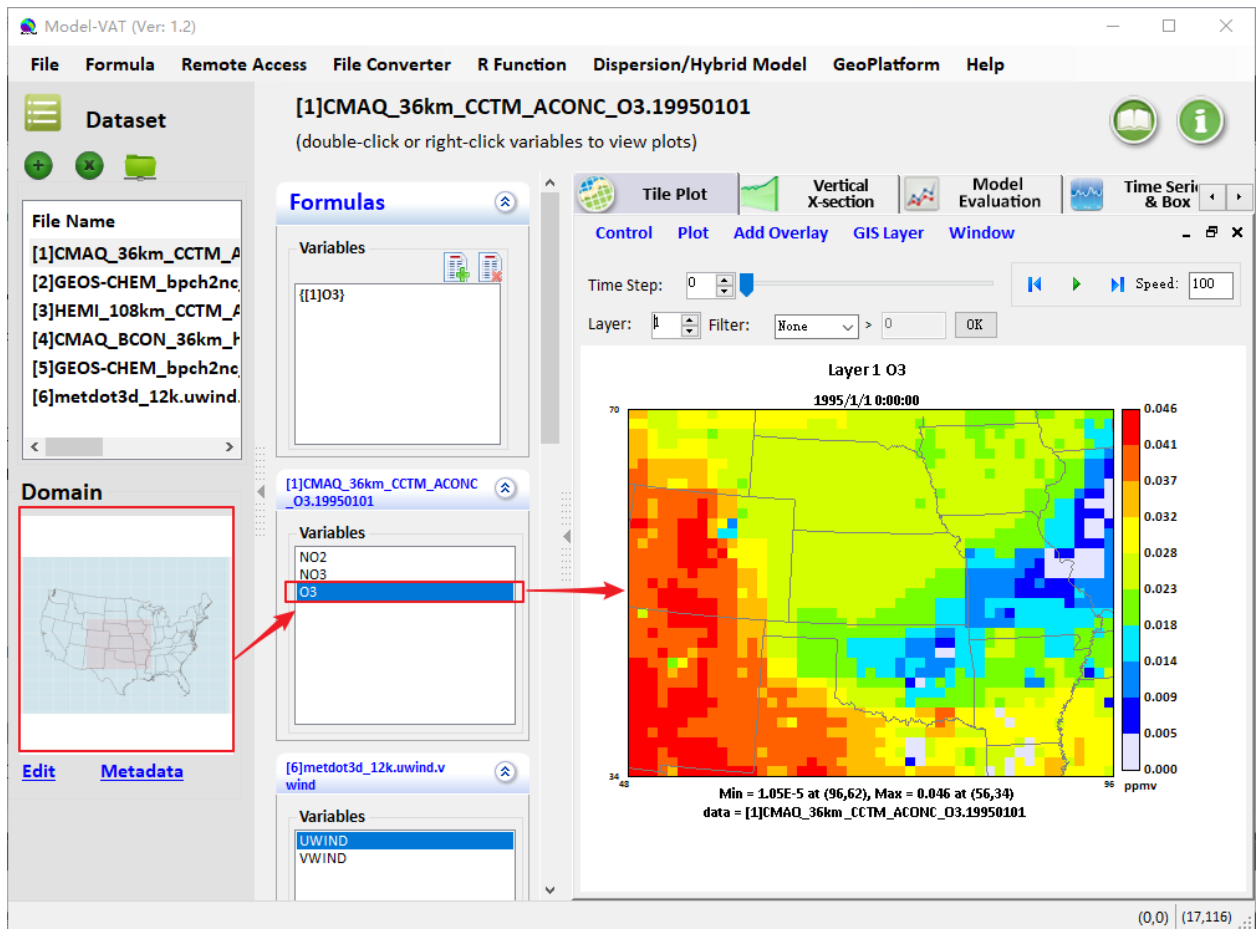 Model-VAT (Ver: 1.2)
File Formula Remote Access File Converter R Function Dispersion/Hybrid Model GeoPlatform Help
Dataset
[1]CMAQ_36km_CCTM_ACONC_O3.19950101
(double-click or right-click variables to view plots)
File Name
[1]CMAQ_36km_CCTM_A
[2]GEOS-CHEM_bpch2nc
[3]HEMI_108km_CCTM_A
[4]CMAQ_BCON_36km_h
[5]GEOS-CHEM_bpch2nc
[6]metdot3d_12k.uwind.
Domain
Edit Metadata
Formulas
Variables
{[1]O3}
[1]CMAQ_36km_CCTM_ACONC
_O3.19950101
Variables
NO2
NO3
O3
[6]metdot3d_12k.uwind.v
wind
Variables
UWIND
VWIND
Tile Plot
Vertical
X-section
Model
Evaluation
Time Seri
& Box
Control Plot Add Overlay GIS Layer Window
Time Step: 0
Speed: 100
Layer: 1 Filter: None > 0 OK
Layer 1 O3
1995/1/1 0:00:00
70
34
48
96
0.046
0.041
0.037
0.032
0.028
0.023
0.018
0.014
0.009
0.005
0.000
ppmv
Min = 1.05E-5 at (96,62), Max = 0.046 at (56,34)
data = [1]CMAQ_36km_CCTM_ACONC_O3.19950101
(0,0) (17,116)